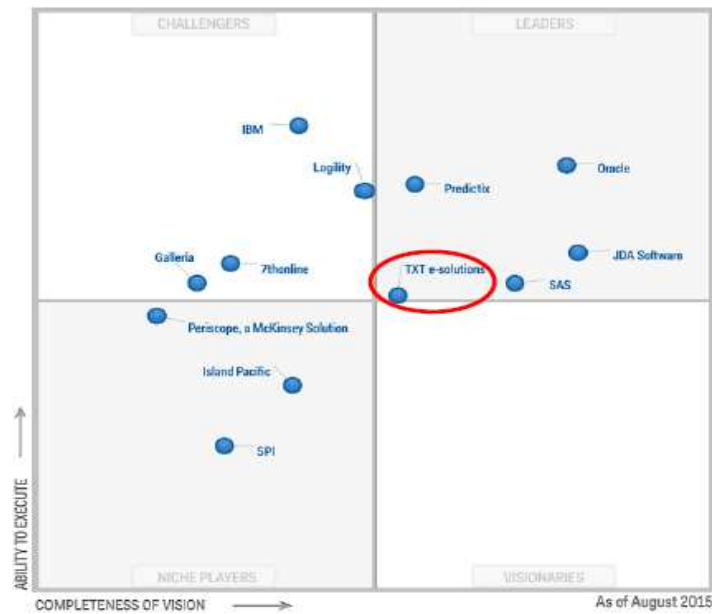 CHALLENGERS
LEADERS
IBM
Logility
Predictix
Oracle
Galleria
7thonline
TXT e-solutions
JDA Software
SAS
Periscope, a McKinsey Solution
Island Pacific
SPI
ABILITY TO EXECUTE
NICHE PLAYERS
VISIONARIES
COMPLETENESS OF VISION
As of August 2015